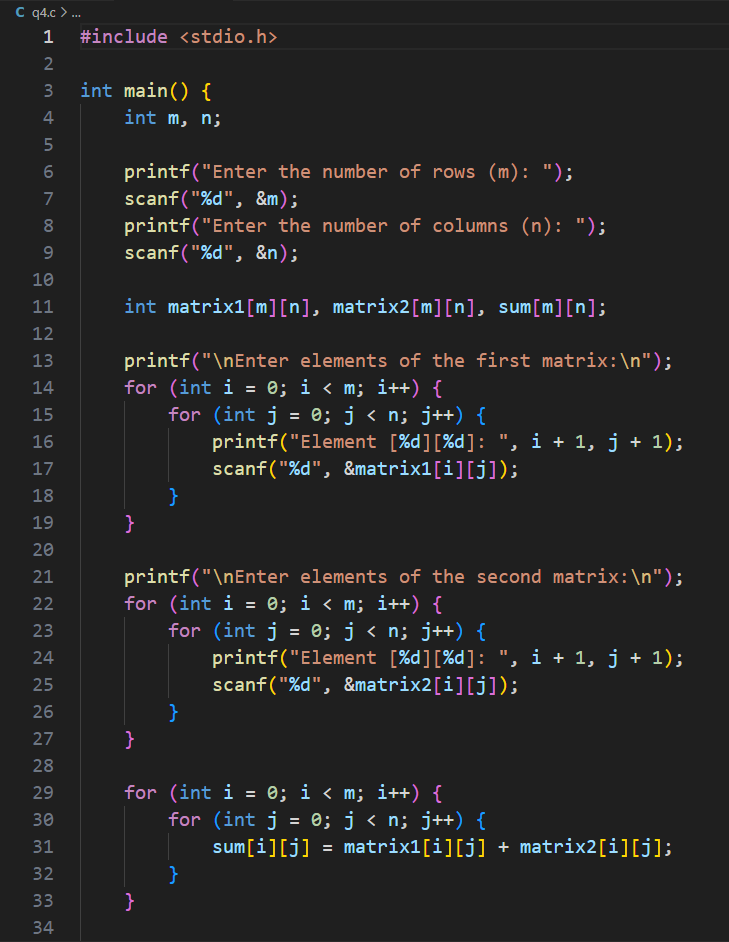 C q4.c > ...
1 #include <stdio.h>
2
3 int main() {
4     int m, n;
5
6     printf("Enter the number of rows (m): ");
7     scanf("%d", &m);
8     printf("Enter the number of columns (n): ");
9     scanf("%d", &n);
10
11     int matrix1[m][n], matrix2[m][n], sum[m][n];
12
13     printf("\nEnter elements of the first matrix:\n");
14     for (int i = 0; i < m; i++) {
15         for (int j = 0; j < n; j++) {
16             printf("Element [%d][%d]: ", i + 1, j + 1);
17             scanf("%d", &matrix1[i][j]);
18         }
19     }
20
21     printf("\nEnter elements of the second matrix:\n");
22     for (int i = 0; i < m; i++) {
23         for (int j = 0; j < n; j++) {
24             printf("Element [%d][%d]: ", i + 1, j + 1);
25             scanf("%d", &matrix2[i][j]);
26         }
27     }
28
29     for (int i = 0; i < m; i++) {
30         for (int j = 0; j < n; j++) {
31             sum[i][j] = matrix1[i][j] + matrix2[i][j];
32         }
33     }
34